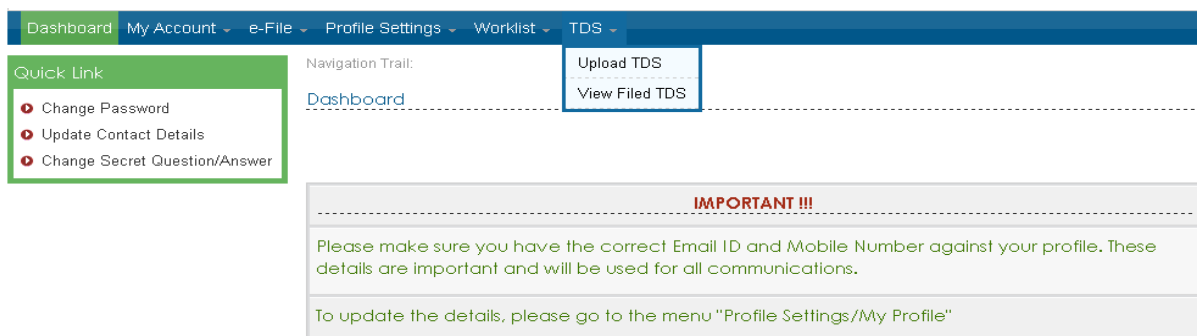 Dashboard My Account e-File Profile Settings Worklist TDS
Upload TDS
View Filed TDS
Quick Link
Change Password
Update Contact Details
Change Secret Question/Answer
Navigation Trail:
Dashboard
IMPORTANT !!!
Please make sure you have the correct Email ID and Mobile Number against your profile. These
details are important and will be used for all communications.
To update the details, please go to the menu "Profile Settings/My Profile"